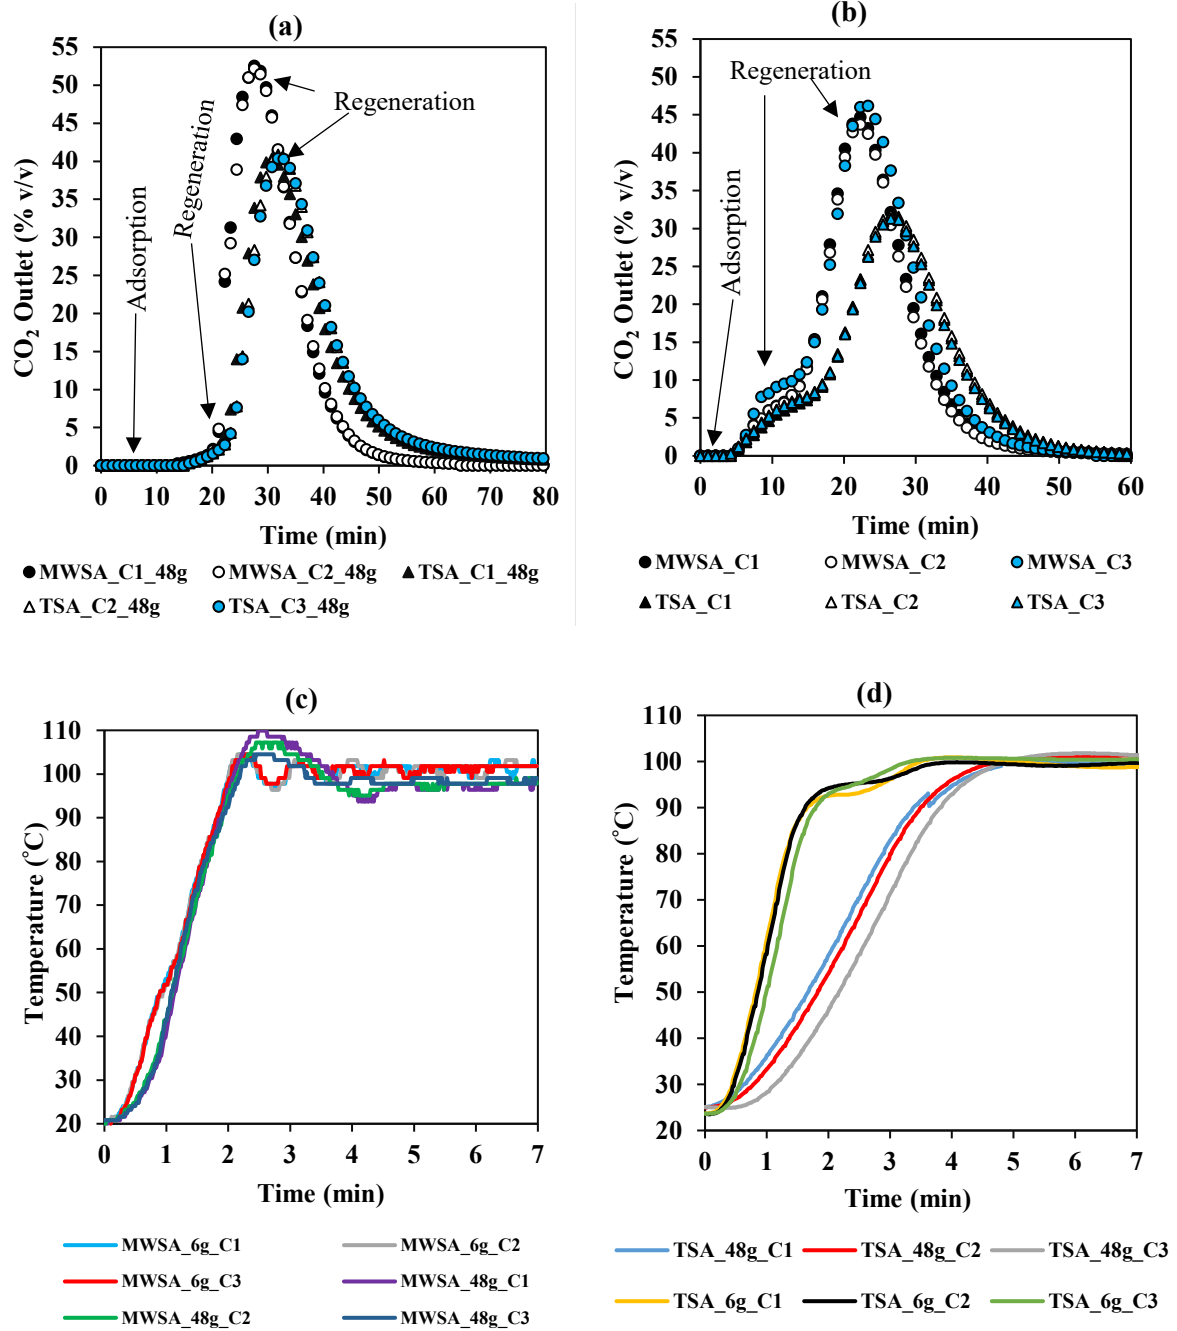 (a)
CO₂ Outlet (% v/v)
55
50
45
40
35
30
25
20
15
10
5
0
Adsorption
Regeneration
Regeneration
0 10 20 30 40 50 60 70 80
Time (min)
MWSA_C1_48g MWSA_C2_48g TSA_C1_48g
TSA_C2_48g TSA_C3_48g
(b)
CO₂ Outlet (% v/v)
55
50
45
40
35
30
25
20
15
10
5
0
Regeneration
Adsorption
0 10 20 30 40 50 60
Time (min)
MWSA_C1 MWSA_C2 MWSA_C3
TSA_C1 TSA_C2 TSA_C3
(c)
Temperature (°C)
110
100
90
80
70
60
50
40
30
20
0 1 2 3 4 5 6 7
Time (min)
MWSA_6g_C1 MWSA_6g_C2
MWSA_6g_C3 MWSA_48g_C1
MWSA_48g_C2 MWSA_48g_C3
(d)
Temperature (°C)
110
100
90
80
70
60
50
40
30
20
0 1 2 3 4 5 6 7
Time (min)
TSA_48g_C1 TSA_48g_C2 TSA_48g_C3
TSA_6g_C1 TSA_6g_C2 TSA_6g_C3